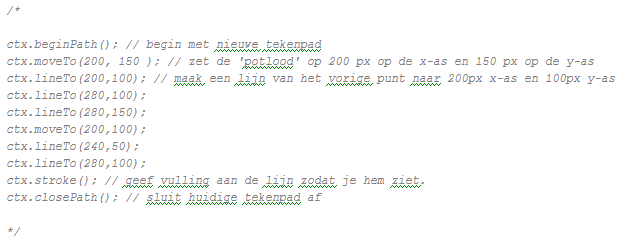 /*
ctx.beginPath(); // begin met nieuwe tekenpad
ctx.moveTo(200, 150 ); // zet de 'potlood' op 200 px op de x-as en 150 px op de y-as
ctx.lineTo(200,100); // maak een lijn van het vorige punt naar 200px x-as en 100px y-as
ctx.lineTo(280,100);
ctx.lineTo(280,150);
ctx.moveTo(200,100);
ctx.lineTo(240,50);
ctx.lineTo(280,100);
ctx.stroke(); // geef vulling aan de lijn zodat je hem ziet.
ctx.closePath(); // sluit huidige tekenpad af
*/